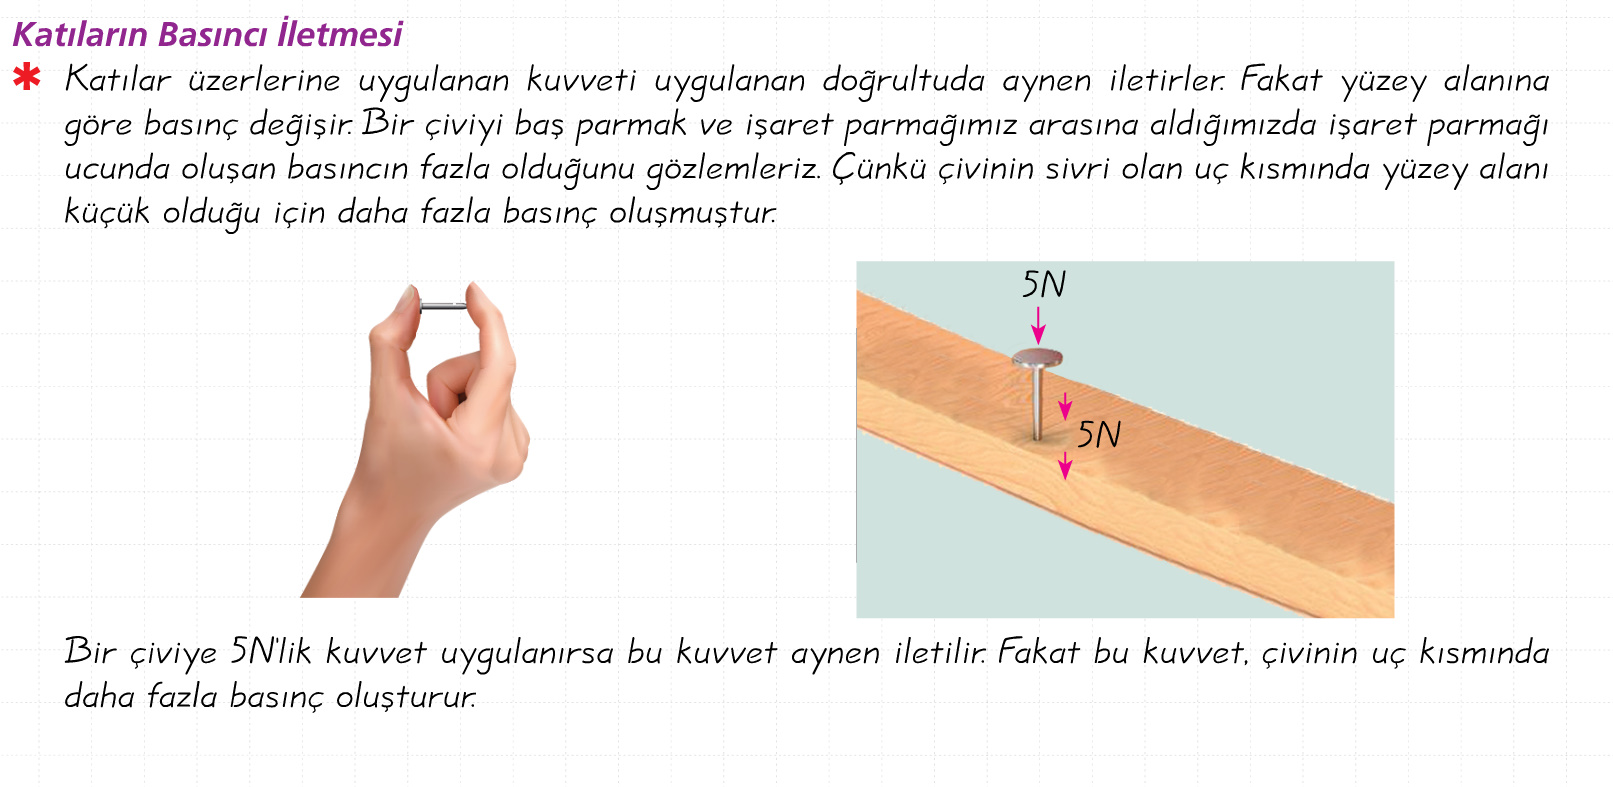 Katıların Basıncı İletmesi
* Katılar üzerlerine uygulanan kuvveti uygulanan doğrultuda aynen iletirler. Fakat yüzey alanına
göre basınç değişir. Bir çiviyi baş parmak ve işaret parmağımız arasına aldığımızda işaret parmağı
ucunda oluşan basıncın fazla olduğunu gözlemleriz. Çünkü çivinin sivri olan uç kısmında yüzey alanı
küçük olduğu için daha fazla basınç oluşmuştur.
5N
5N
Bir çiviye 5N'lik kuvvet uygulanırsa bu kuvvet aynen iletilir. Fakat bu kuvvet, çivinin uç kısmında
daha fazla basınç oluşturur.